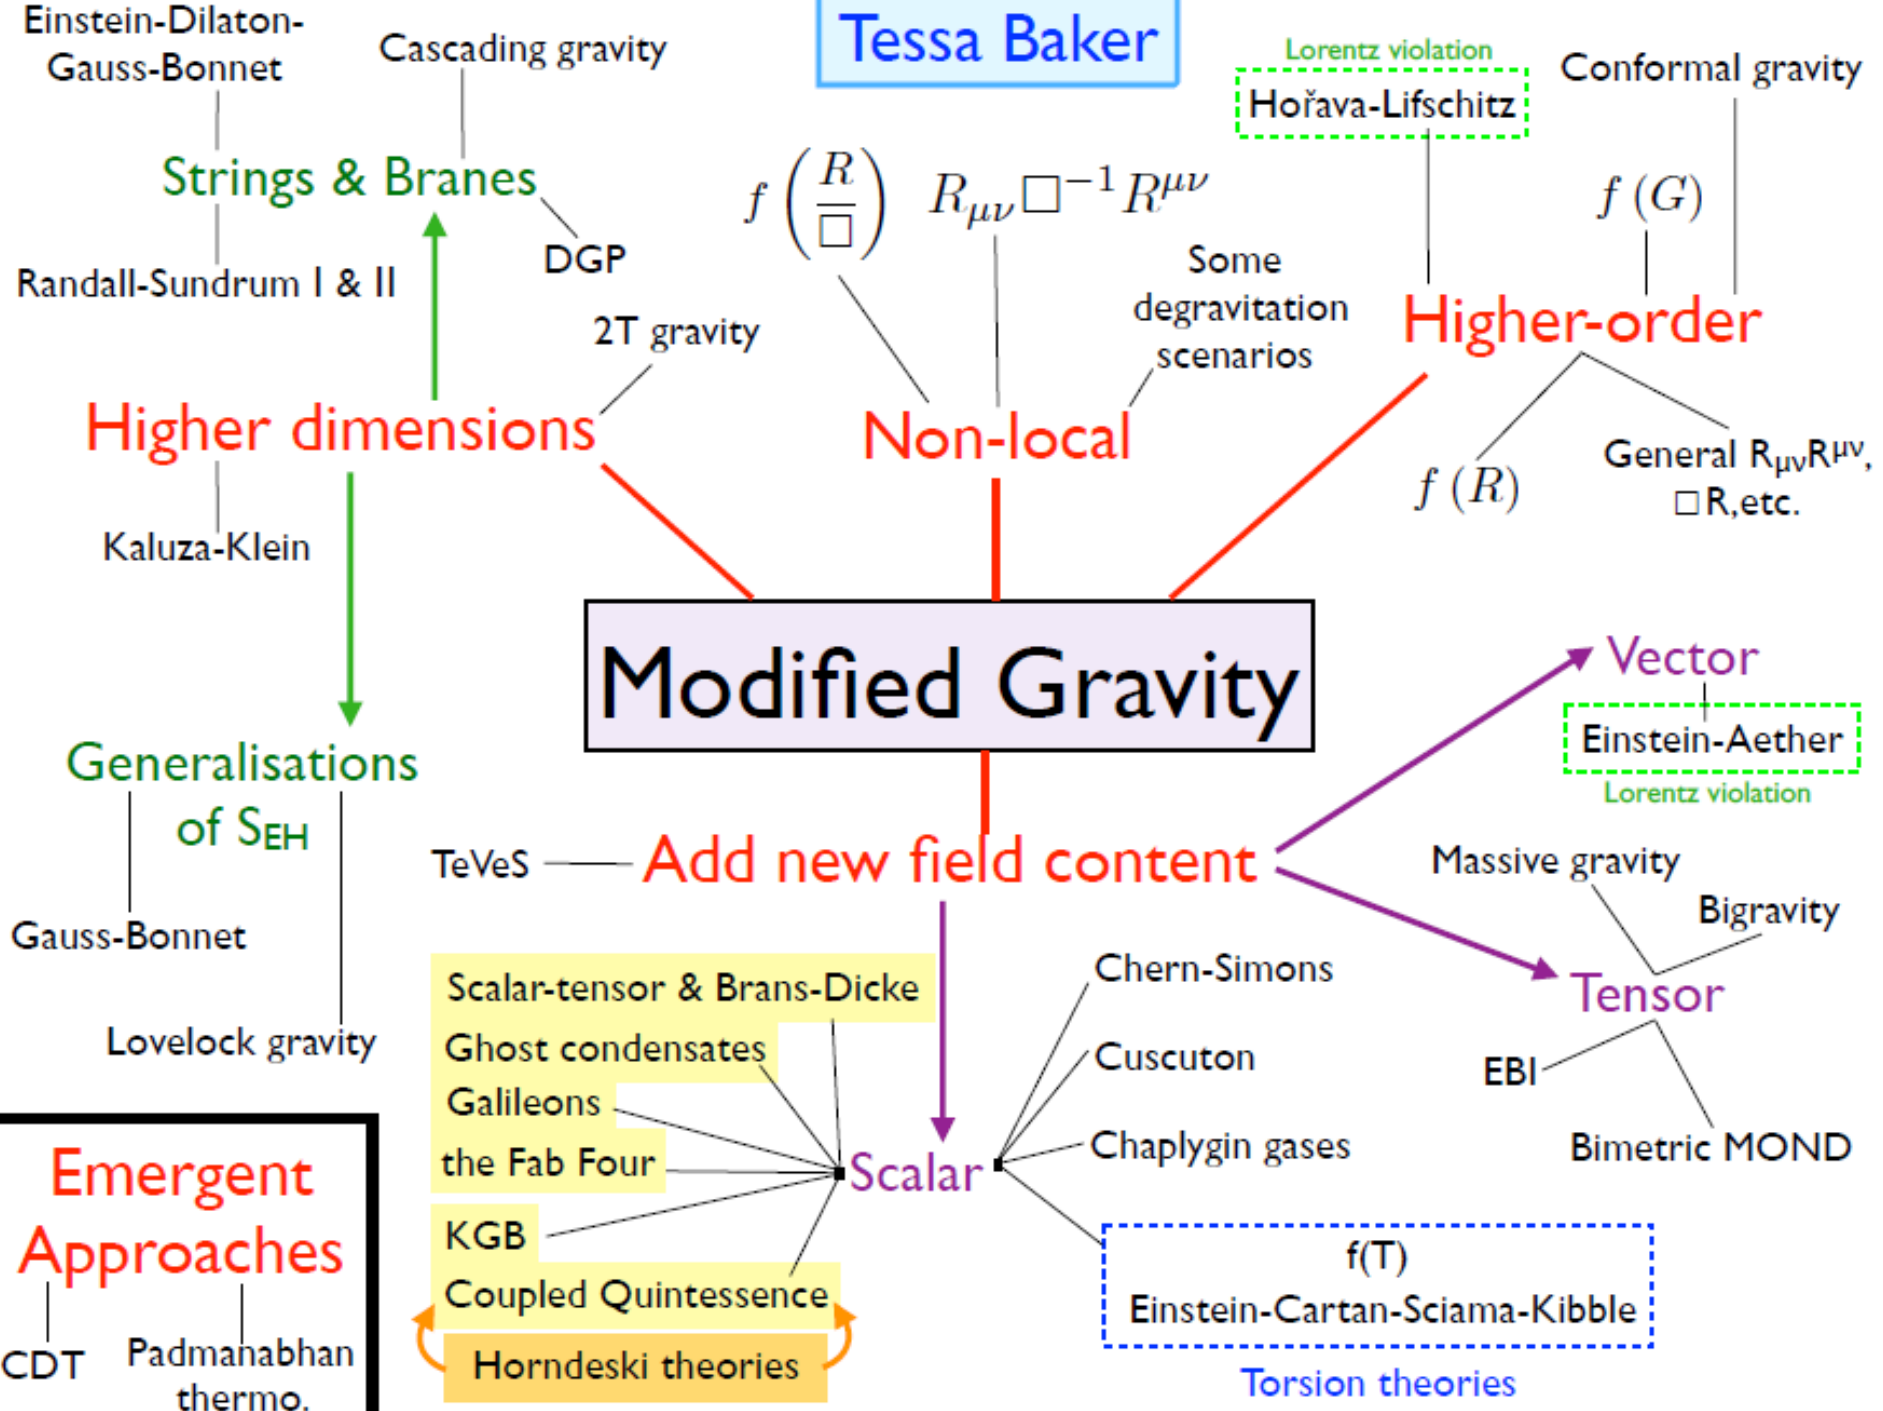 Tessa Baker
Einstein-Dilaton-
Gauss-Bonnet
Cascading gravity
Strings & Branes
Randall-Sundrum I & II
DGP
2T gravity
Higher dimensions
Kaluza-Klein
Generalisations
of S_EH
Gauss-Bonnet
Lovelock gravity
f(R/□)
R_μν □⁻¹ R^μν
Some
degravitation
scenarios
Non-local
Lorentz violation
Hořava-Lifschitz
Conformal gravity
f(G)
Higher-order
f(R)
General R_μνR^μν,
□R,etc.
Modified Gravity
Add new field content
TeVeS
Vector
Einstein-Aether
Lorentz violation
Massive gravity
Bigravity
Tensor
EBI
Bimetric MOND
Scalar-tensor & Brans-Dicke
Ghost condensates
Galileons
the Fab Four
KGB
Coupled Quintessence
Horndeski theories
Scalar
Chern-Simons
Cuscuton
Chaplygin gases
f(T)
Einstein-Cartan-Sciama-Kibble
Torsion theories
Emergent
Approaches
CDT
Padmanabhan
thermo.